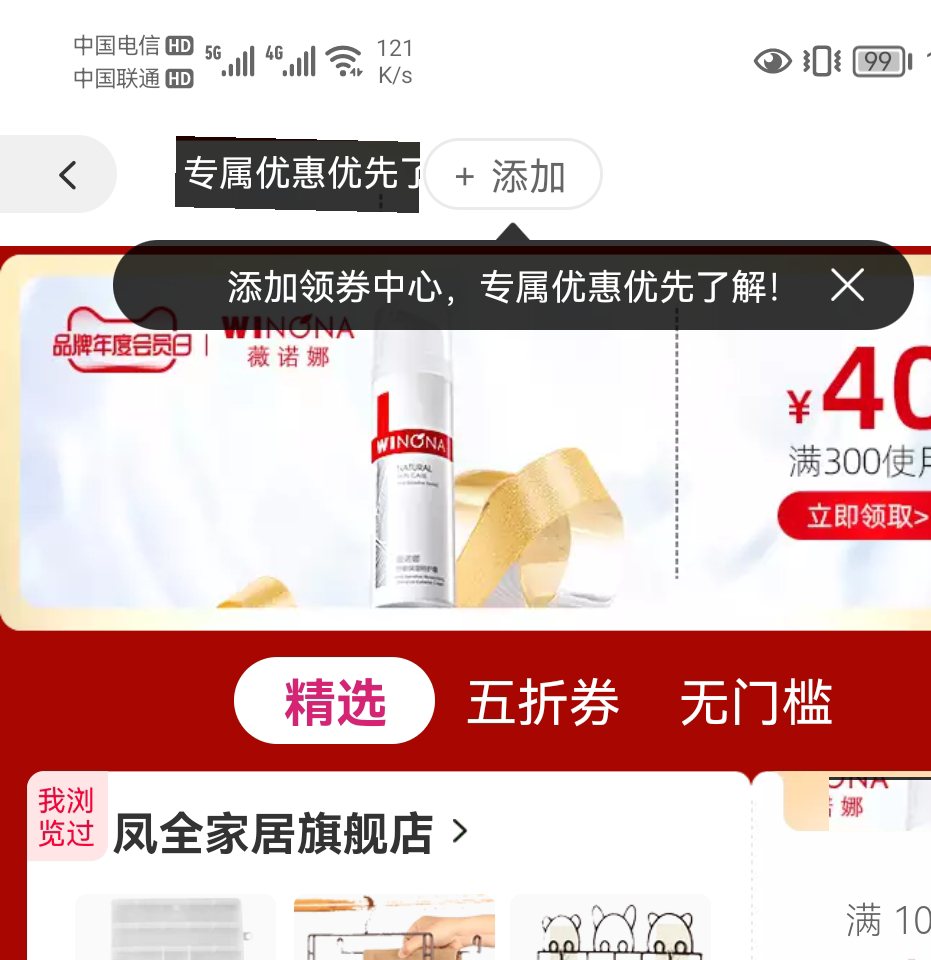 中国电信 HD 5G 4G 121
中国联通 HD K/s
99
专属优惠优先
+ 添加
添加领券中心，专属优惠优先了解!
品牌年度会员日
WINONA
薇诺娜
WINONA
NATURAL
SKIN CARE
¥40
满300使用
立即领取>
精选 五折券 无门槛
我浏
览过
凤全家居旗舰店 >
娜
满 10